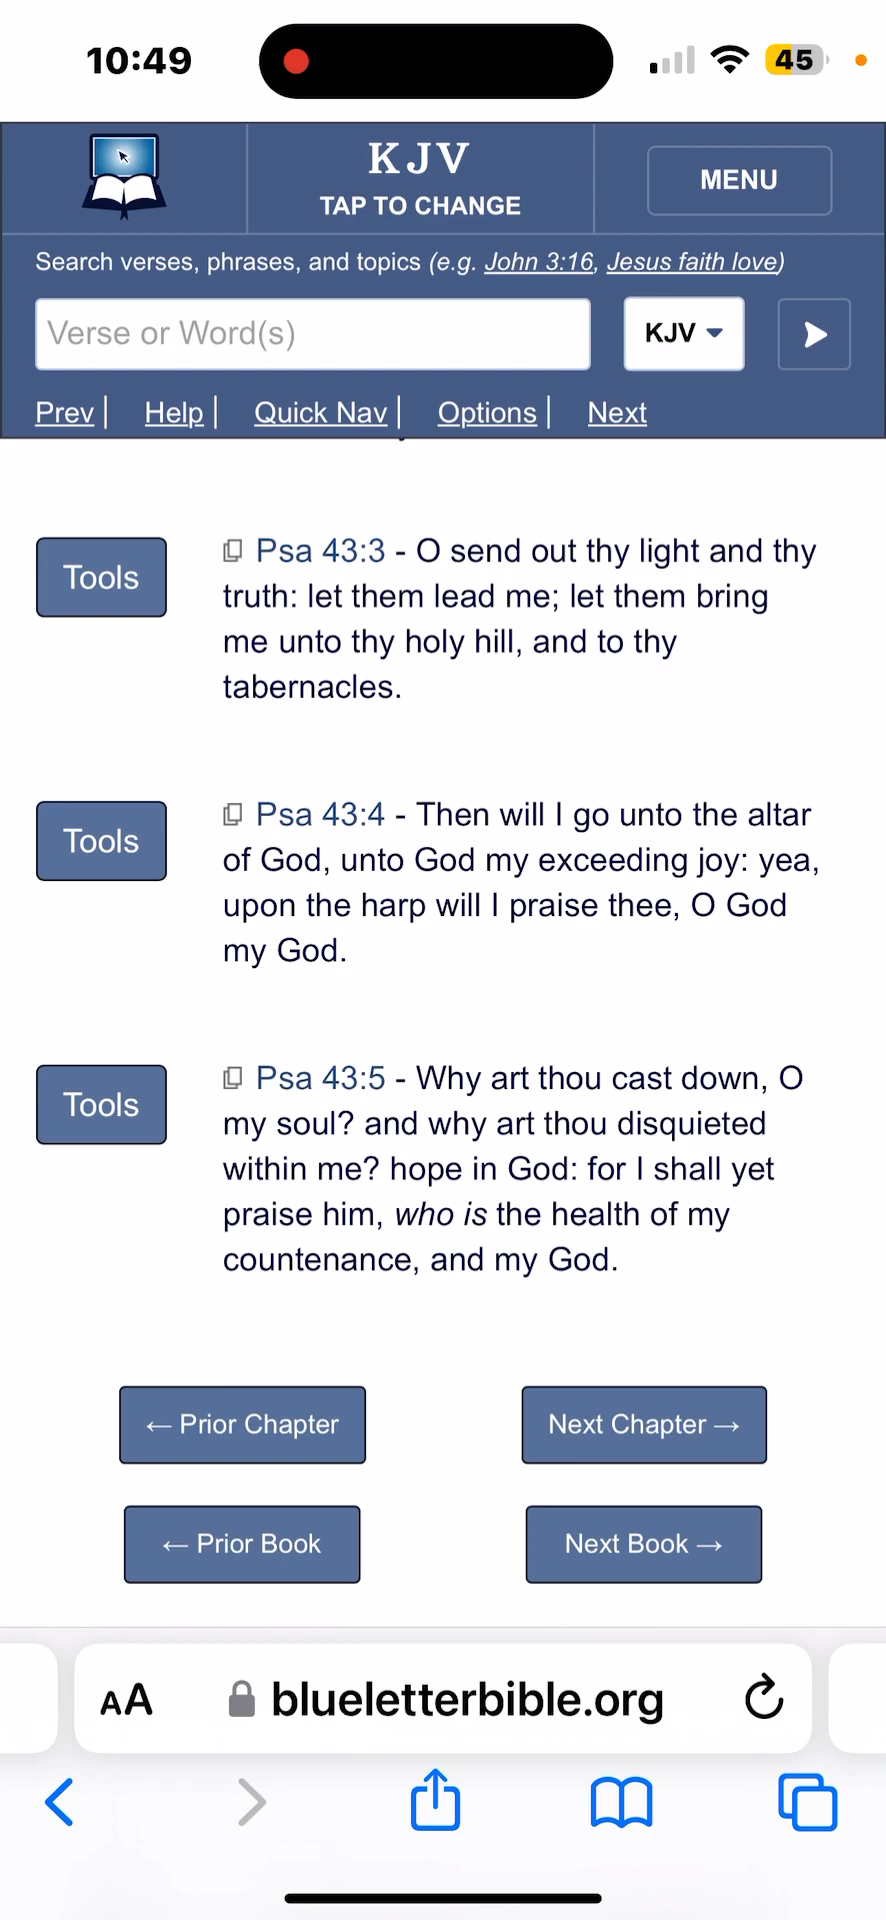 10:49
45
KJV
TAP TO CHANGE
MENU
Search verses, phrases, and topics (e.g. John 3:16, Jesus faith love)
Verse or Word(s)
KJV
Prev | Help | Quick Nav | Options | Next
Tools
Psa 43:3 - O send out thy light and thy
truth: let them lead me; let them bring
me unto thy holy hill, and to thy
tabernacles.
Tools
Psa 43:4 - Then will I go unto the altar
of God, unto God my exceeding joy: yea,
upon the harp will I praise thee, O God
my God.
Tools
Psa 43:5 - Why art thou cast down, O
my soul? and why art thou disquieted
within me? hope in God: for I shall yet
praise him, who is the health of my
countenance, and my God.
← Prior Chapter
Next Chapter →
← Prior Book
Next Book →
AA
blueletterbible.org